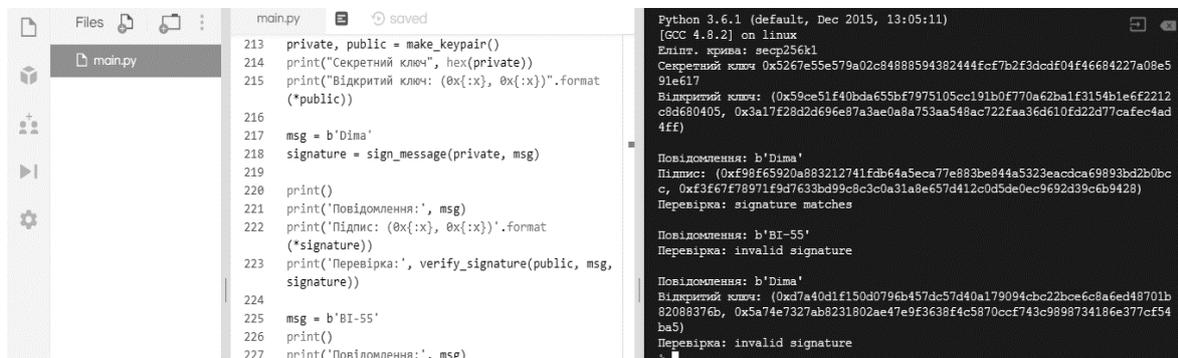 Files
main.py
main.py
saved
213 private, public = make_keypair()
214 print("Секретний ключ", hex(private))
215 print("Відкритий ключ: (0x{:x}, 0x{:x})".format
(*public))
216
217 msg = b'Dima'
218 signature = sign_message(private, msg)
219
220 print()
221 print('Повідомлення:', msg)
222 print('Підпис: (0x{:x}, 0x{:x})'.format
(*signature))
223 print('Перевірка:', verify_signature(public, msg,
signature))
224
225 msg = b'BI-55'
226 print()
227 print('Повідомлення:', msg)
Python 3.6.1 (default, Dec 2015, 13:05:11)
[GCC 4.8.2] on linux
Еліпт. крива: secp256k1
Секретний ключ 0x5267e55e579a02c84888594382444fcf7b2f3dcdf04f46684227a08e5
91e617
Відкритий ключ: (0x59ce51f40bda655bf7975105cc191b0f770a62ba1f3154b1e6f2212
c8d680405, 0x3a17f28d2d696e87a3ae0a8a753aa548ac722faa36d610fd22d77cafec4ad
4ff)
Повідомлення: b'Dima'
Підпис: (0xf98f65920a883212741fdb64a5eca77e883be844a5323eacdca69893bd2b0bc
c, 0xf3f67f78971f9d7633bd99c8c3c0a31a8e657d412c0d5de0ec9692d39c6b9428)
Перевірка: signature matches
Повідомлення: b'BI-55'
Перевірка: invalid signature
Повідомлення: b'Dima'
Відкритий ключ: (0xd7a40d1f150d0796b457dc57d40a179094cbc22bce6c8a6ed48701b
82088376b, 0x5a74e7327ab8231802ae47e9f3638f4c5870ccf743c9898734186e377cf54
ba5)
Перевірка: invalid signature